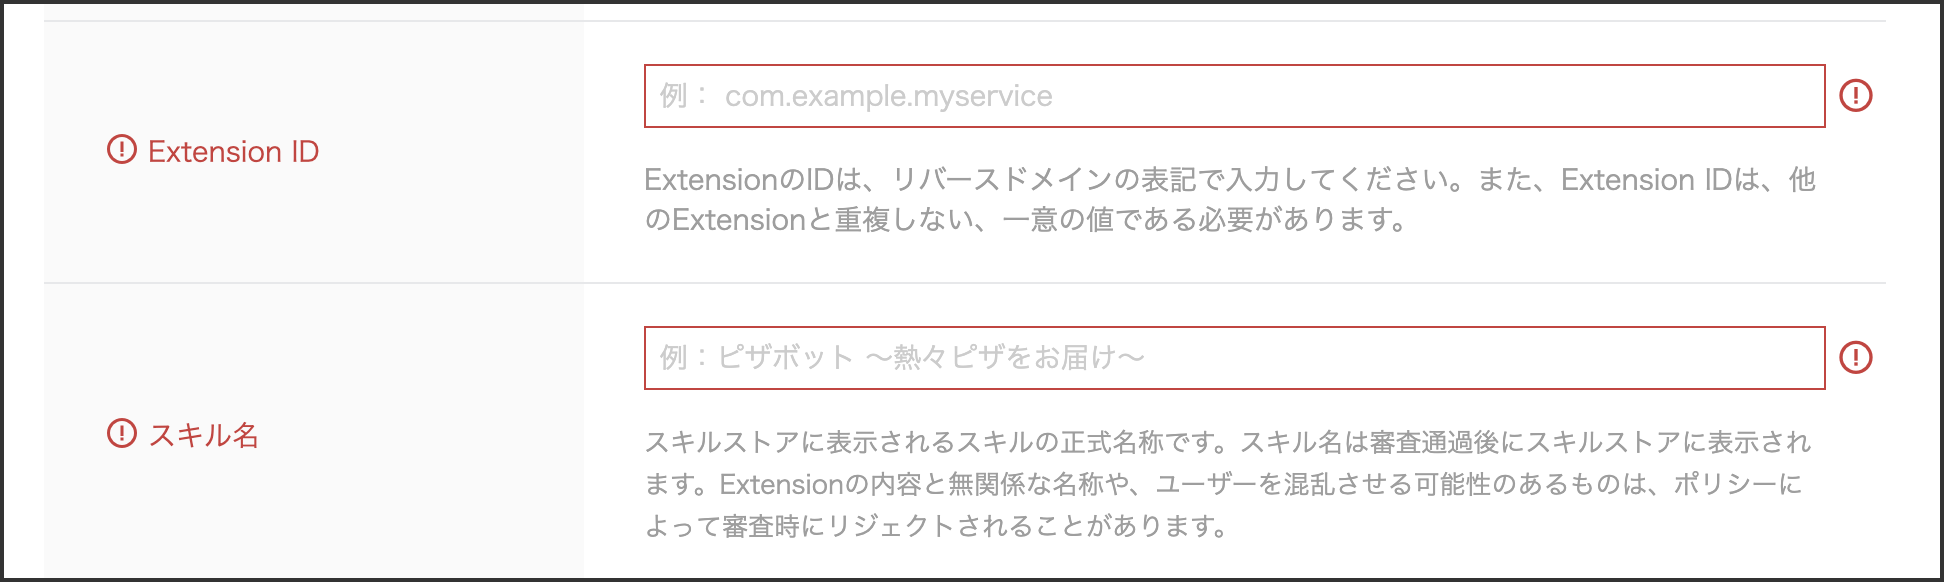 例： com.example.myservice
Extension ID
ExtensionのIDは、リバースドメインの表記で入力してください。また、Extension IDは、他
のExtensionと重複しない、一意の値である必要があります。
例：ピザボット 〜熱々ピザをお届け〜
スキル名
スキルストアに表示されるスキルの正式名称です。スキル名は審査通過後にスキルストアに表示され
ます。Extensionの内容と無関係な名称や、ユーザーを混乱させる可能性のあるものは、ポリシーに
よって審査時にリジェクトされることがあります。